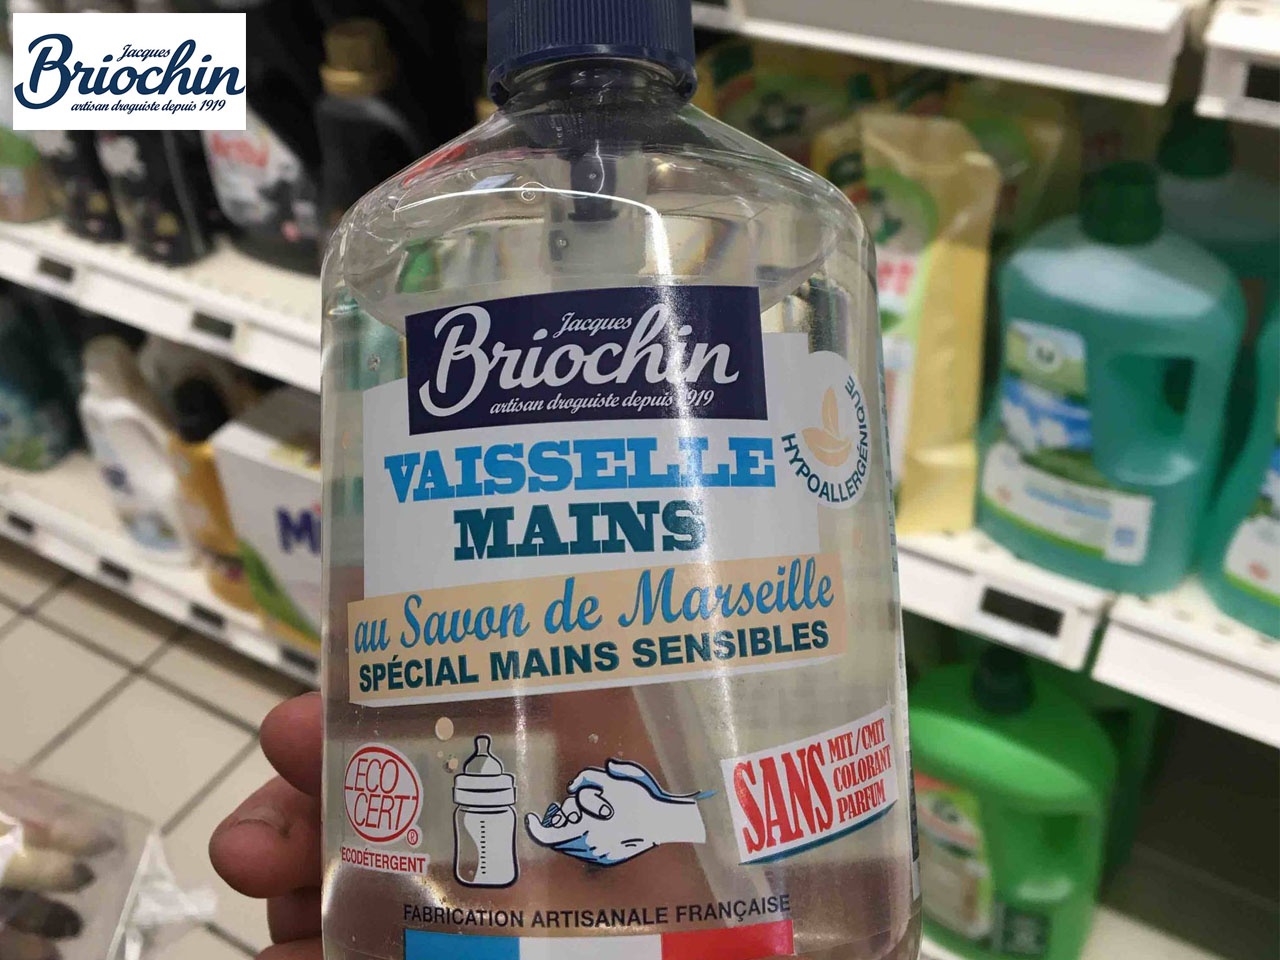 Jacques
Briochin
artisan droguiste depuis 1919
Jacques
Briochin
artisan droguiste depuis 1919
VAISSELLE
MAINS
HYPOALLERGÉNIQUE
au Savon de Marseille
SPÉCIAL MAINS SENSIBLES
ECO
CERT
®
ECODÉTERGENT
SANS
MIT/CMIT
COLORANT
PARFUM
FABRICATION ARTISANALE FRANÇAISE